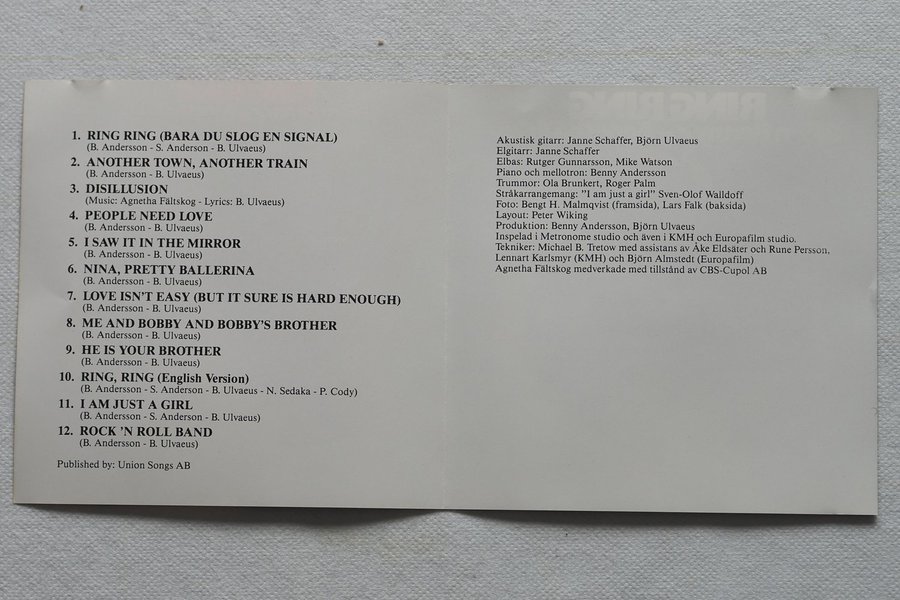 1. RING RING (BARA DU SLOG EN SIGNAL)
(B. Andersson - S. Anderson - B. Ulvaeus)
2. ANOTHER TOWN, ANOTHER TRAIN
(B. Andersson - B. Ulvaeus)
3. DISILLUSION
(Music: Agnetha Fältskog - Lyrics: B. Ulvaeus)
4. PEOPLE NEED LOVE
(B. Andersson - B. Ulvaeus)
5. I SAW IT IN THE MIRROR
(B. Andersson - B. Ulvaeus)
6. NINA, PRETTY BALLERINA
(B. Andersson - B. Ulvaeus)
7. LOVE ISN'T EASY (BUT IT SURE IS HARD ENOUGH)
(B. Andersson - B. Ulvaeus)
8. ME AND BOBBY AND BOBBY'S BROTHER
(B. Andersson - B. Ulvaeus)
9. HE IS YOUR BROTHER
(B. Andersson - B. Ulvaeus)
10. RING, RING (English Version)
(B. Andersson - S. Anderson - B. Ulvaeus - N. Sedaka - P. Cody)
11. I AM JUST A GIRL
(B. Andersson - S. Anderson - B. Ulvaeus)
12. ROCK 'N ROLL BAND
(B. Andersson - B. Ulvaeus)
Published by: Union Songs AB
Akustisk gitarr: Janne Schaffer, Björn Ulvaeus
Elgitarr: Janne Schaffer
Elbas: Rutger Gunnarsson, Mike Watson
Piano och mellotron: Benny Andersson
Trummor: Ola Brunkert, Roger Palm
Stråkarrangemang: "I am just a girl" Sven-Olof Walldoff
Foto: Bengt H. Malmqvist (framsida), Lars Falk (baksida)
Layout: Peter Wiking
Produktion: Benny Andersson, Björn Ulvaeus
Inspelad i Metronome studio och även i KMH och Europafilm studio.
Tekniker: Michael B. Tretow med assistans av Åke Eldsäter och Rune Persson.
Lennart Karlsmyr (KMH) och Björn Almstedt (Europafilm)
Agnetha Fältskog medverkade med tillstånd av CBS-Cupol AB